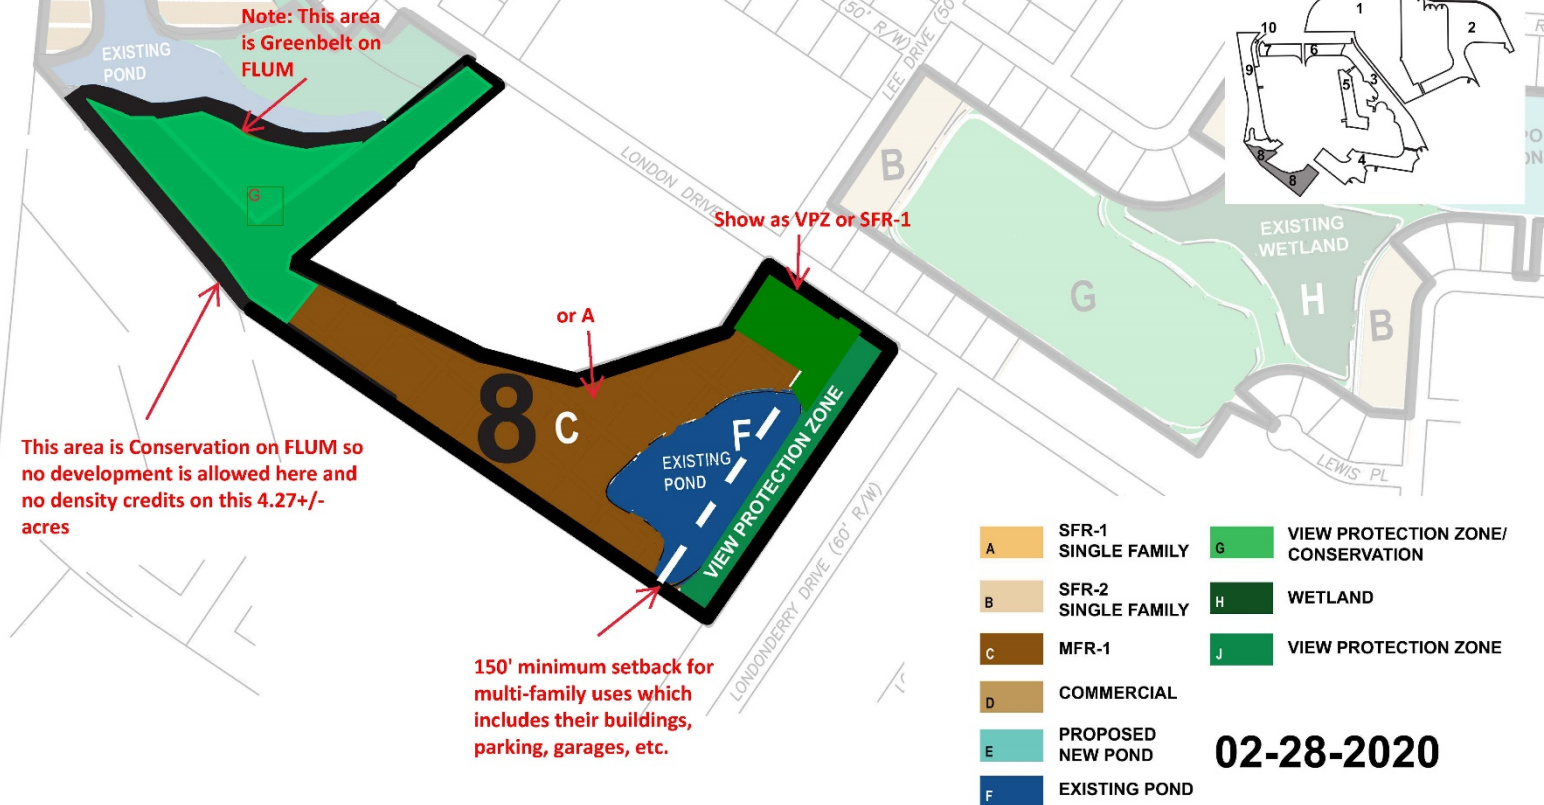 Note: This area
is Greenbelt on
FLUM
EXISTING
POND
G
(50' R/W)
LEE DRIVE (50'
LONDON DRIVE
Show as VPZ or SFR-1
B
G
EXISTING
WETLAND
H
B
LEWIS PL
1
2
10
7
6
9
5
3
4
8
8
or A
8
C
F
EXISTING
POND
VIEW PROTECTION ZONE
LONDONDERRY DRIVE (60' R/W)
This area is Conservation on FLUM so
no development is allowed here and
no density credits on this 4.27+/-
acres
150' minimum setback for
multi-family uses which
includes their buildings,
parking, garages, etc.
A
SFR-1
SINGLE FAMILY
B
SFR-2
SINGLE FAMILY
C
MFR-1
D
COMMERCIAL
E
PROPOSED
NEW POND
F
EXISTING POND
G
VIEW PROTECTION ZONE/
CONSERVATION
H
WETLAND
J
VIEW PROTECTION ZONE
02-28-2020